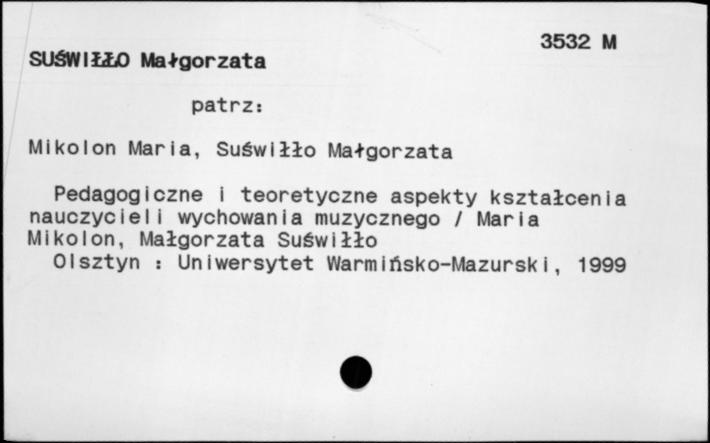 3532 M
SUŚWIŁŁO Małgorzata
patrz:
Mikolon Maria, Suświłło Małgorzata
Pedagogiczne i teoretyczne aspekty kształcenia
nauczycieli wychowania muzycznego / Maria
Mikolon, Małgorzata Suświłło
Olsztyn : Uniwersytet Warmińsko-Mazurski, 1999